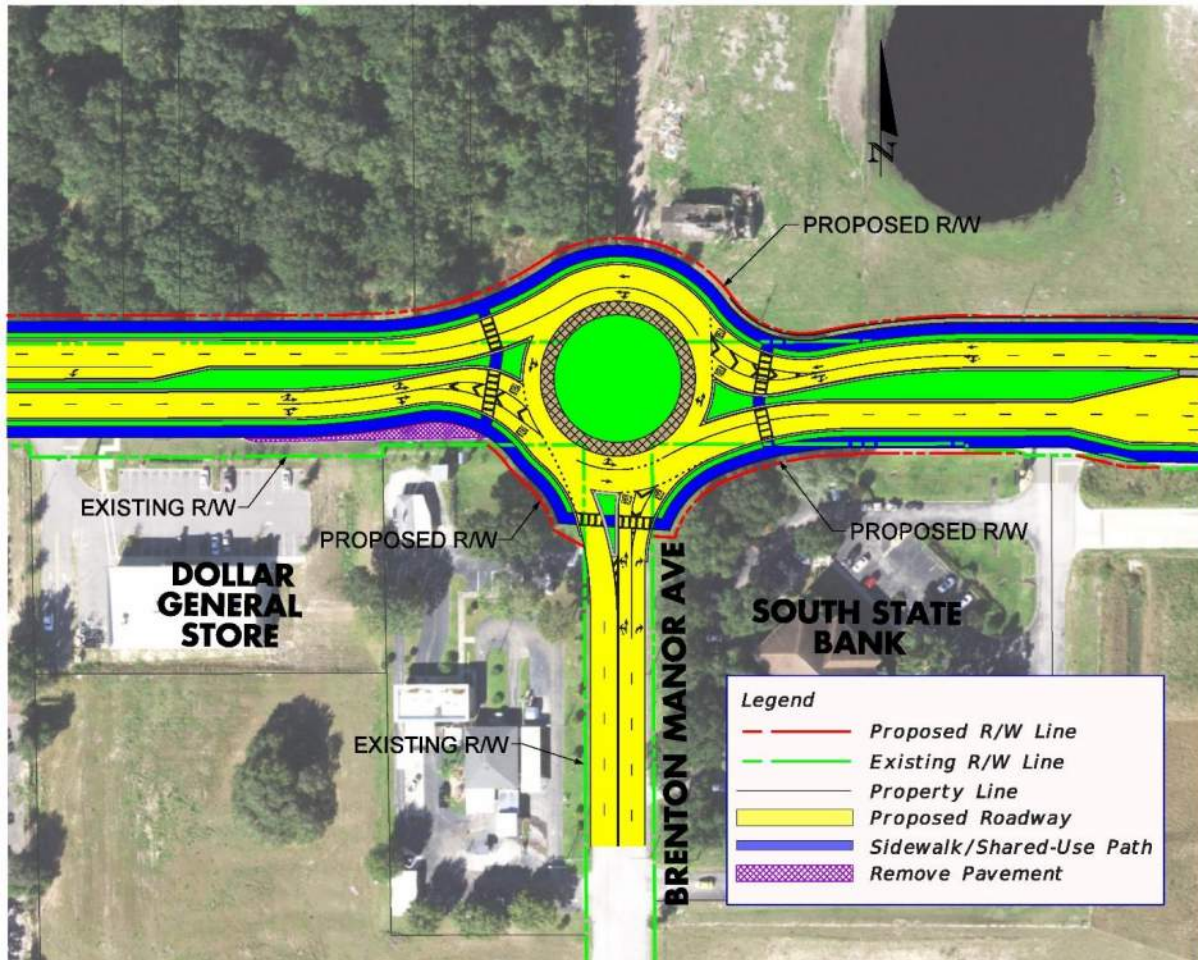 N
PROPOSED R/W
EXISTING R/W
PROPOSED R/W
PROPOSED R/W
DOLLAR
GENERAL
STORE
BRENTON MANOR AVE
SOUTH STATE
BANK
EXISTING R/W
Legend
Proposed R/W Line
Existing R/W Line
Property Line
Proposed Roadway
Sidewalk/Shared-Use Path
Remove Pavement